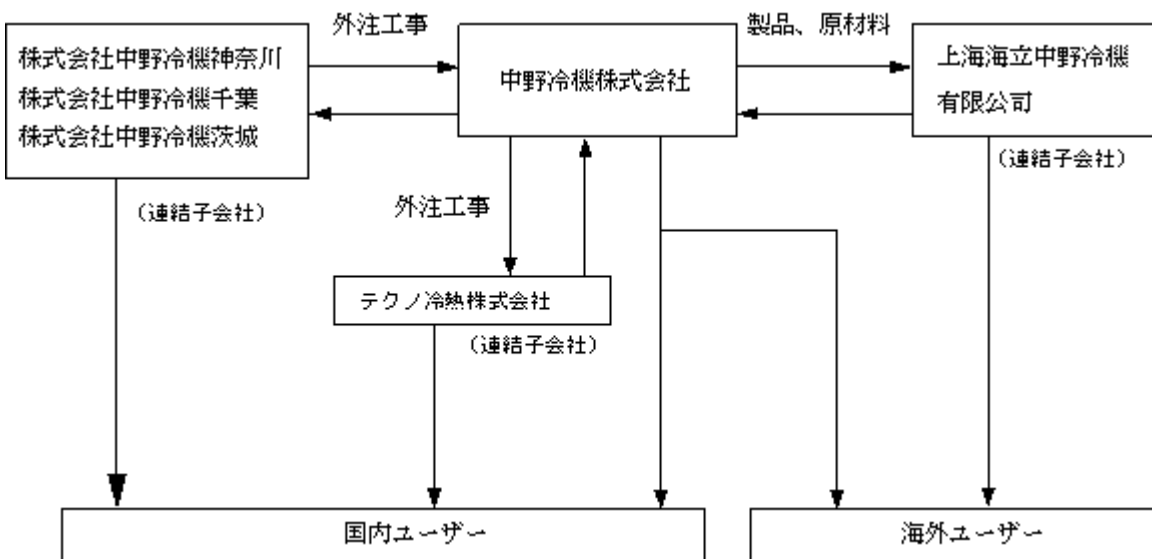 外注工事
製品、原材料
株式会社中野冷機神奈川
株式会社中野冷機千葉
株式会社中野冷機茨城
中野冷機株式会社
上海海立中野冷機
有限公司
（連結子会社）
（連結子会社）
外注工事
テクノ冷熱株式会社
（連結子会社）
国内ユーザー
海外ユーザー